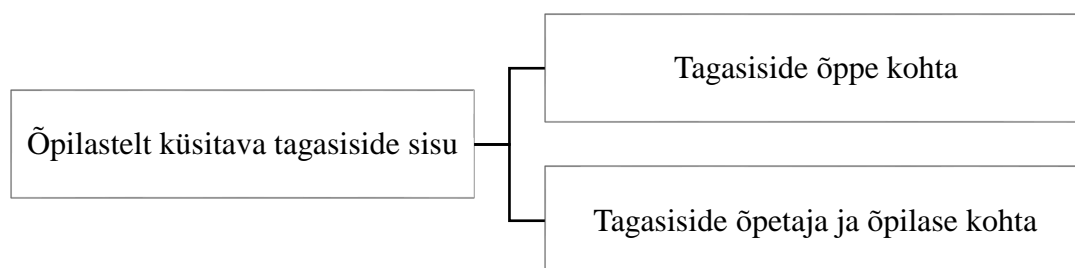 Tagasiside õppe kohta
Õpilastelt küsitava tagasiside sisu
Tagasiside õpetaja ja õpilase kohta